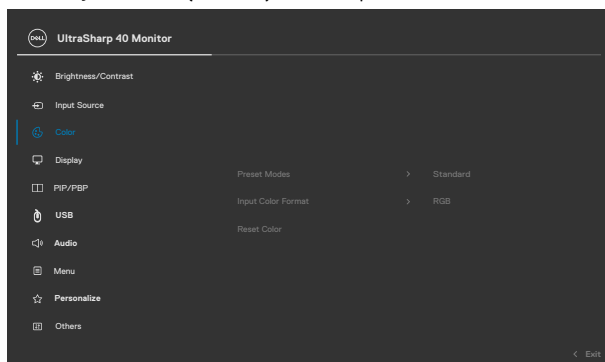 DELL UltraSharp 40 Monitor
Brightness/Contrast
Input Source
Color
Display
Preset Modes > Standard
PIP/PBP
Input Color Format > RGB
USB
Reset Color
Audio
Menu
Personalize
Others
< Exit